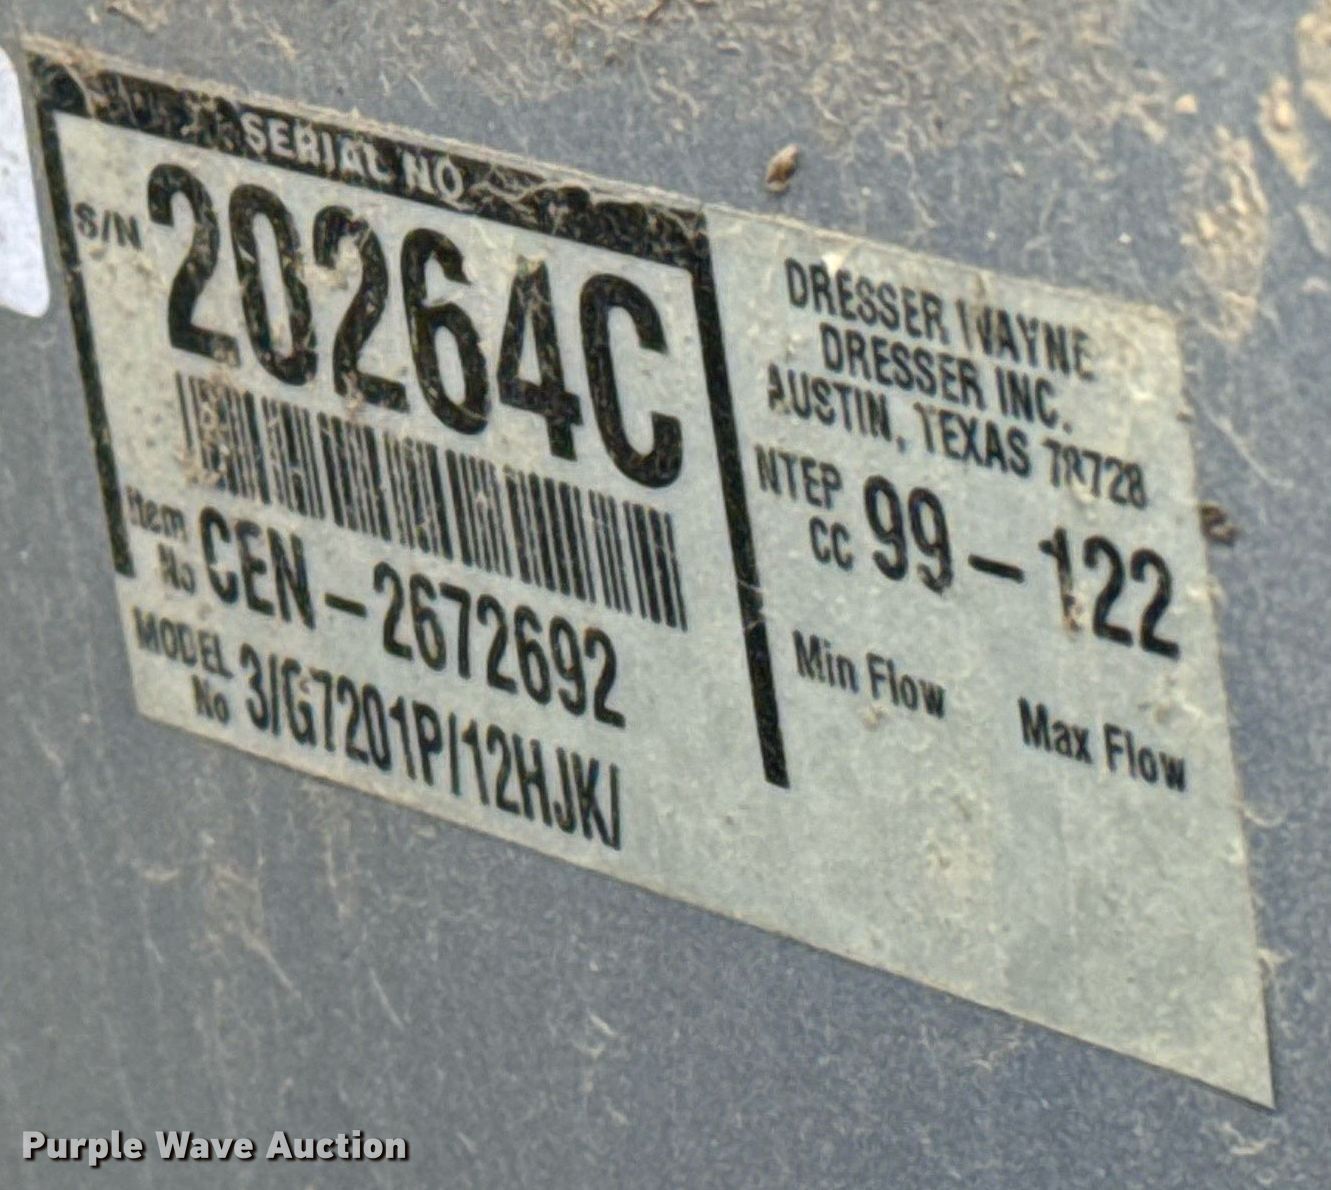 SERIAL NO
S/N 20264C
Item No CEN-2672692
MODEL No 3/G7201P/12HJK/
DRESSER WAYNE
DRESSER INC.
AUSTIN, TEXAS 78728
NTEP CC 99-122
Min Flow
Max Flow
Purple Wave Auction